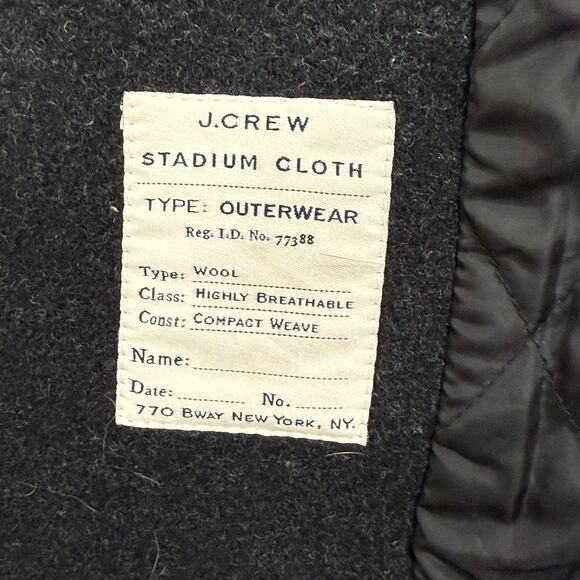 J.CREW
STADIUM CLOTH
TYPE: OUTERWEAR
Reg. I.D. No. 77388
Type: WOOL
Class: HIGHLY BREATHABLE
Const: COMPACT WEAVE
Name:
Date: No.
770 BWAY NEW YORK, NY.